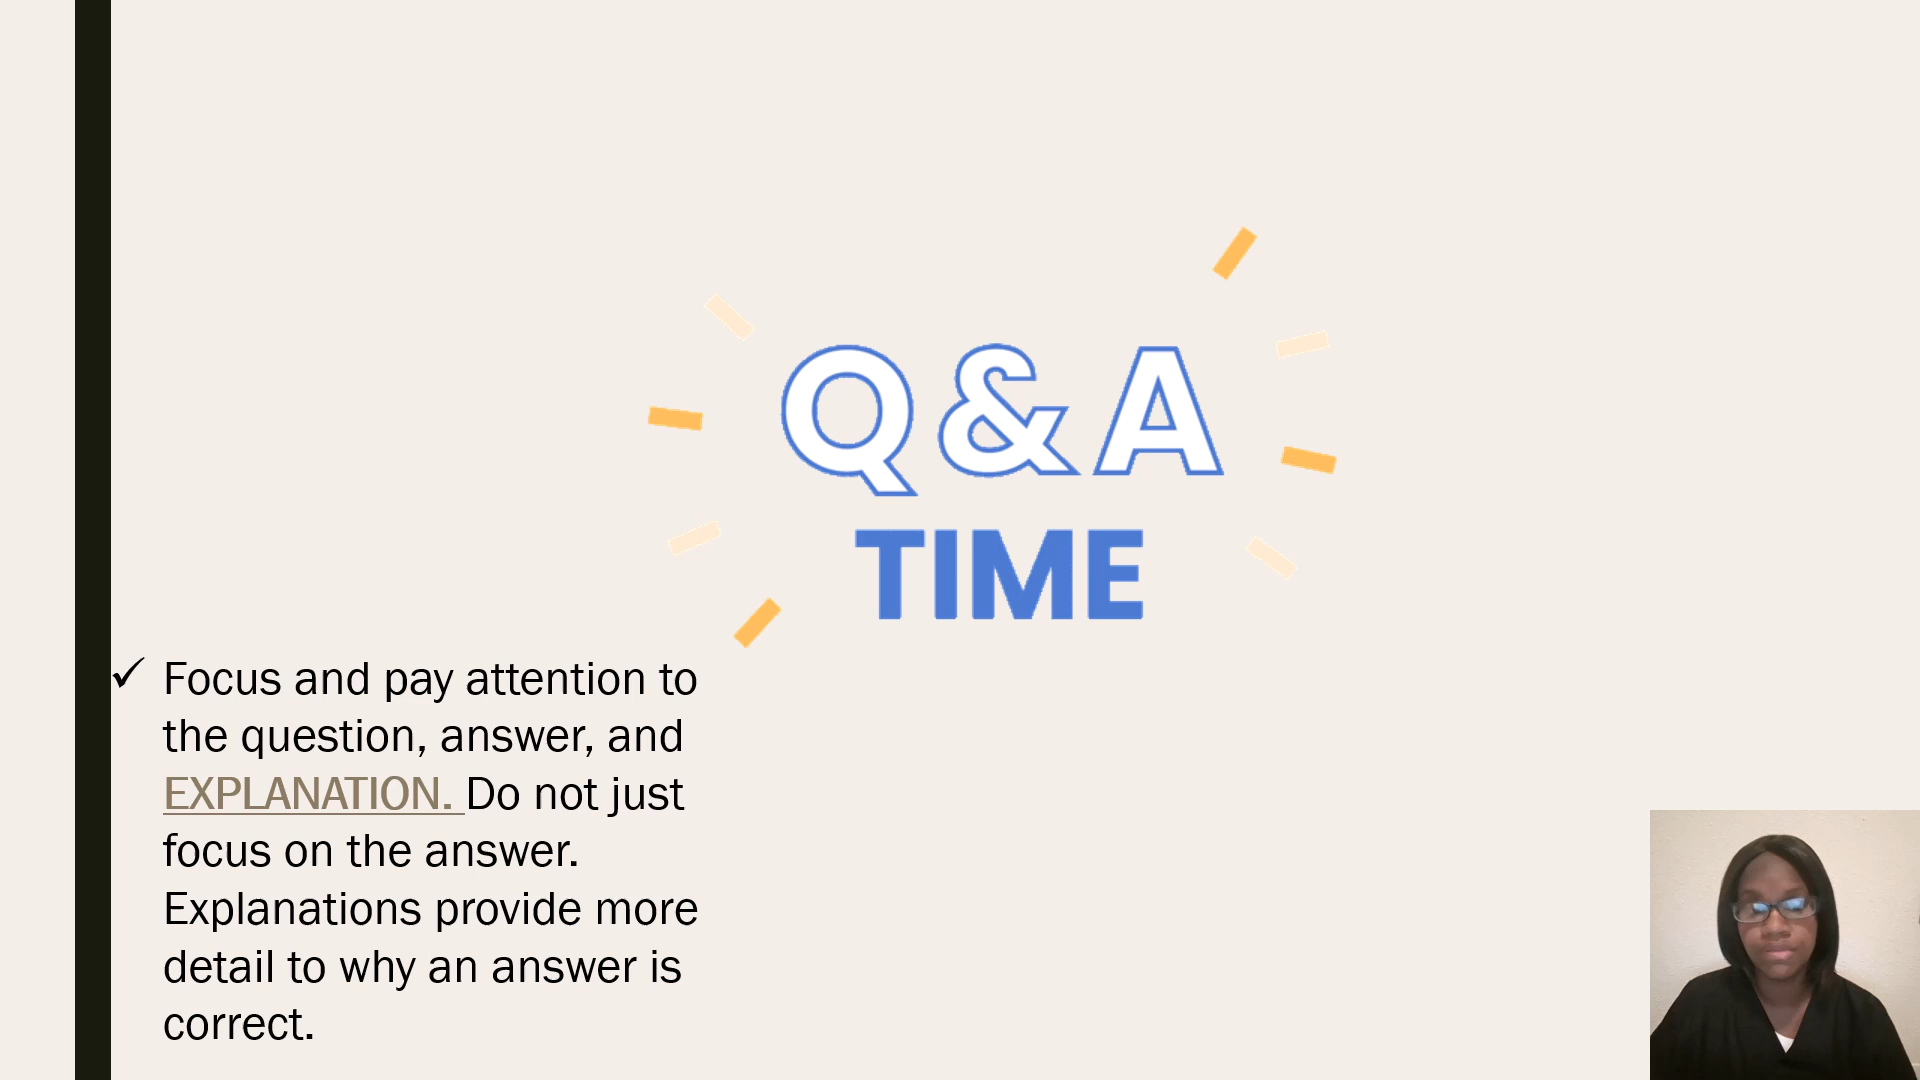 Q&A
TIME
✓ Focus and pay attention to
the question, answer, and
EXPLANATION. Do not just
focus on the answer.
Explanations provide more
detail to why an answer is
correct.